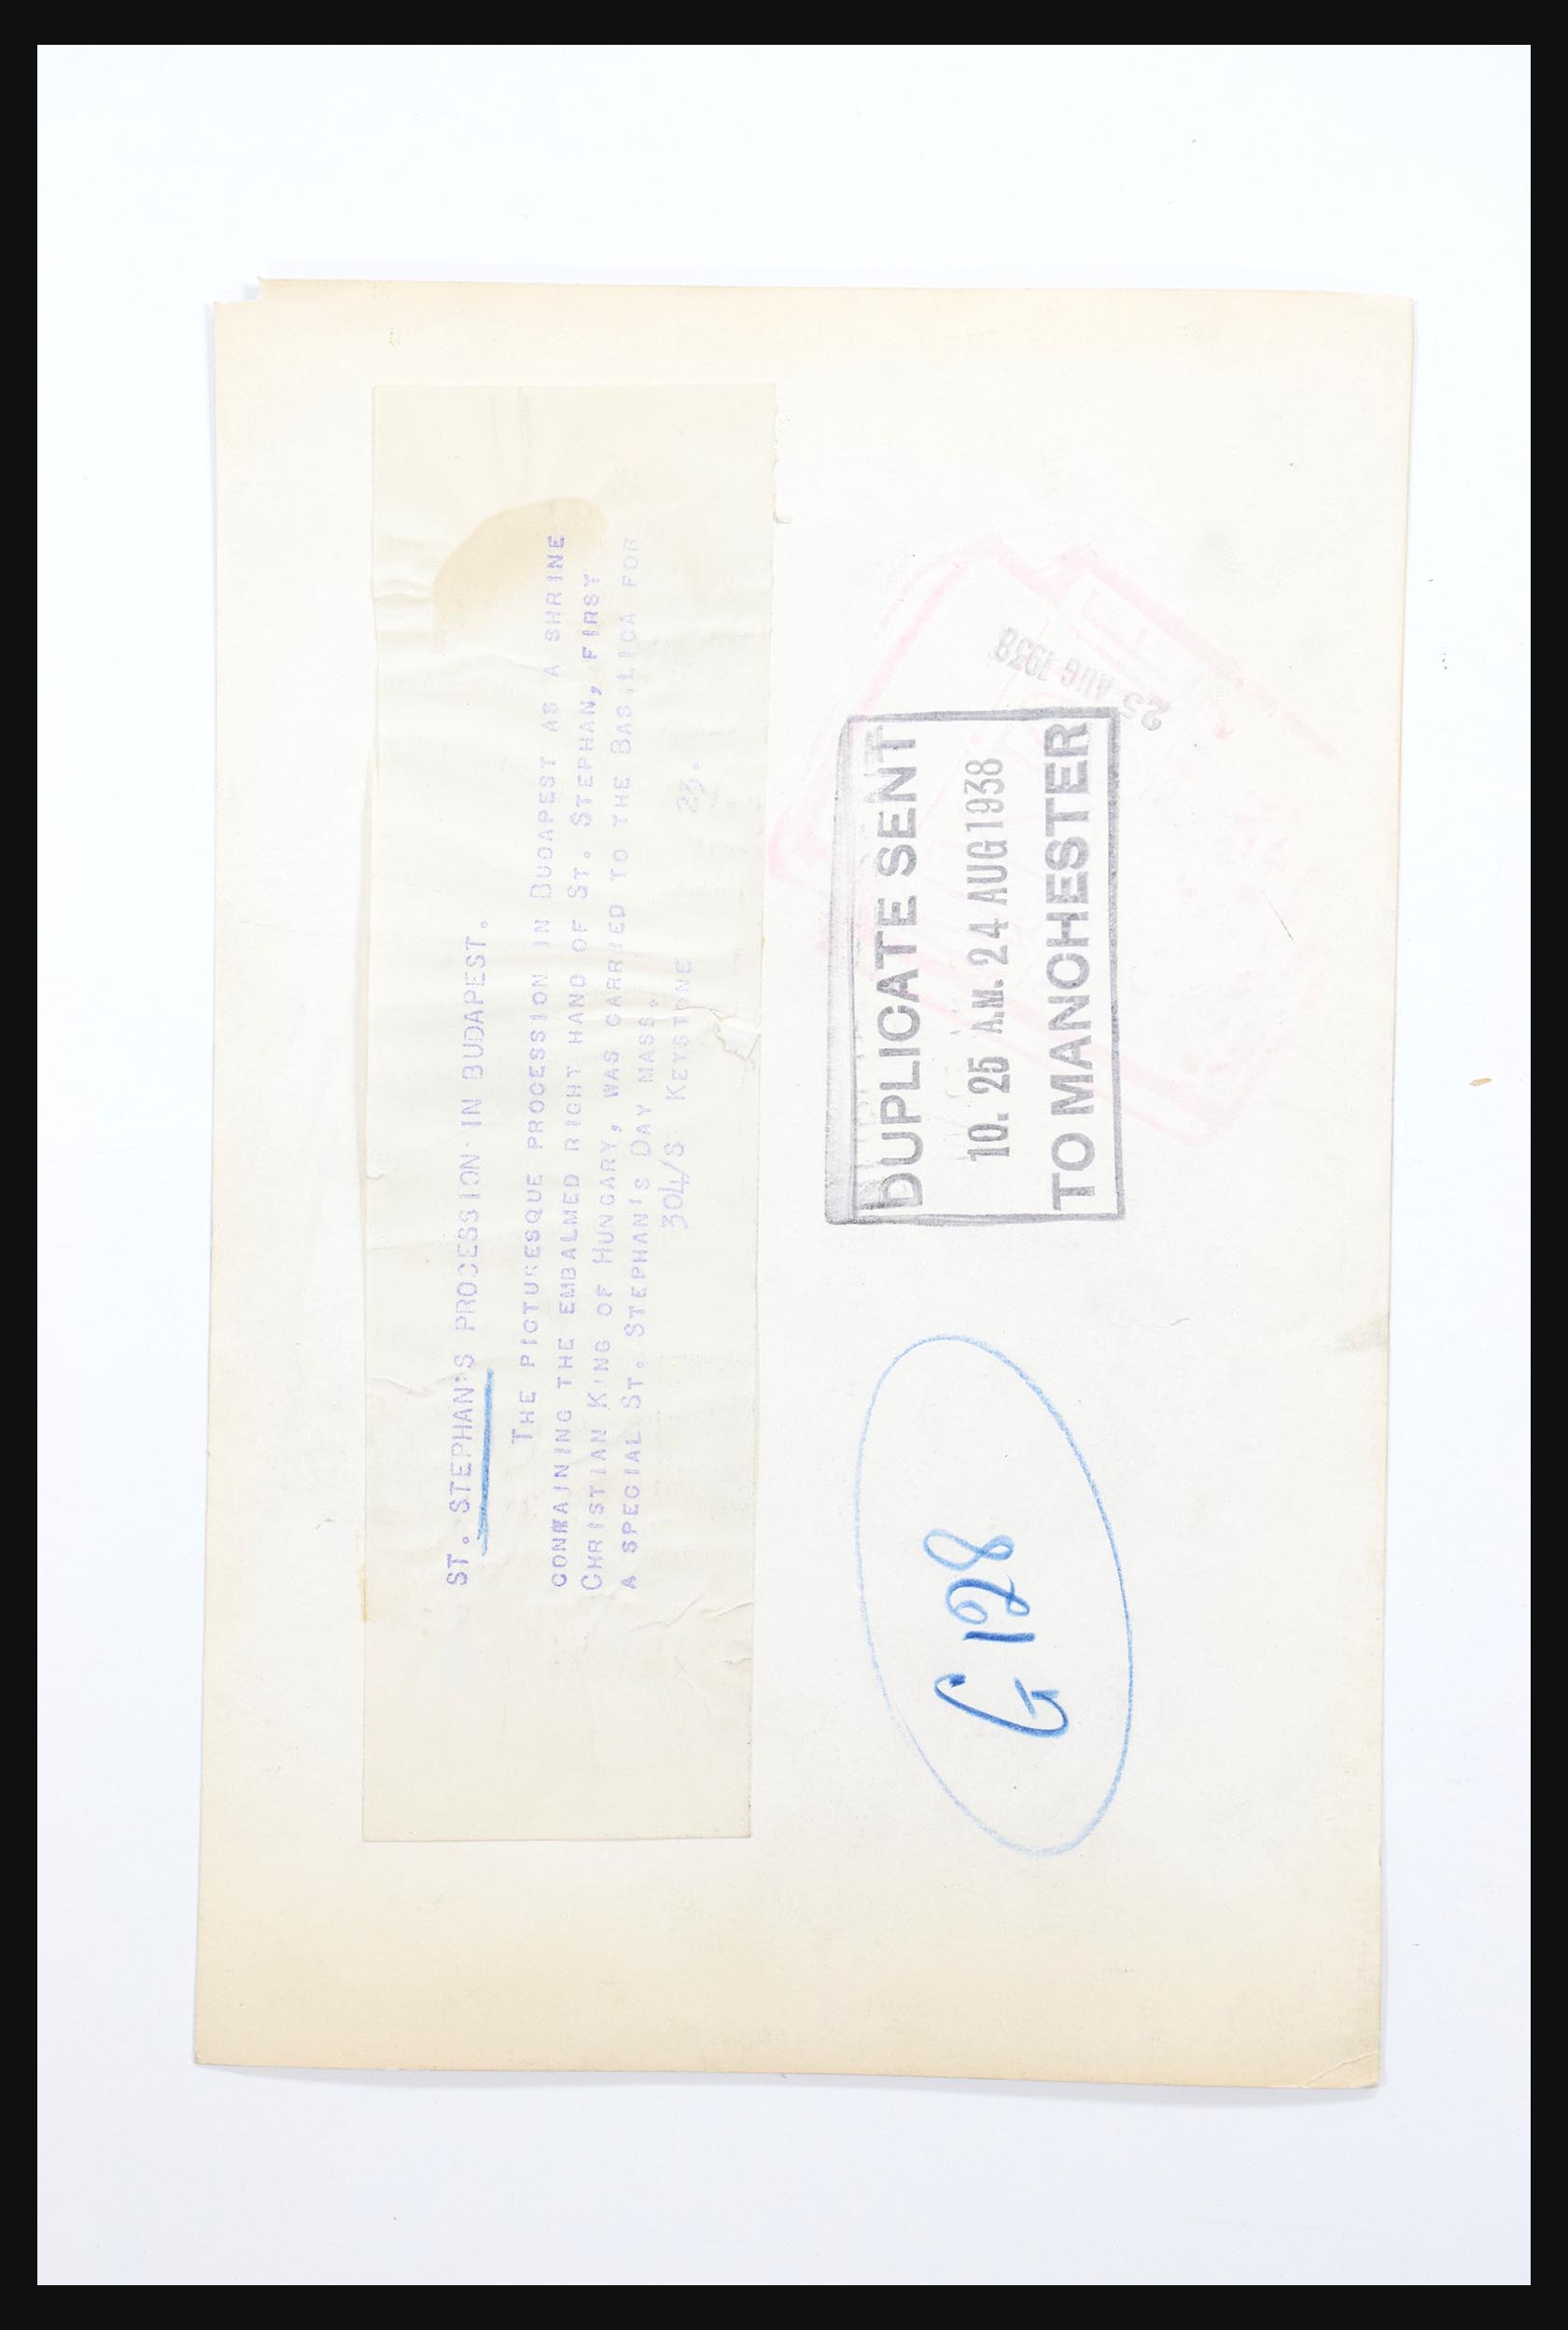 ST. STEPHAN'S PROCESSION IN BUDAPEST.
THE PICTURESQUE PROCESSION IN BUDAPEST AS A SHRINE
CONTAINING THE EMBALMED RIGHT HAND OF ST. STEPHAN, FIRST
CHRISTIAN KING OF HUNGARY, WAS CARRIED TO THE BASILICA FOR
A SPECIAL ST. STEPHAN'S DAY MASS.
304/S KEYSTONE 23.
DUPLICATE SENT
10. 25 A.M. 24 AUG 1938
TO MANCHESTER
25 AUG 1938